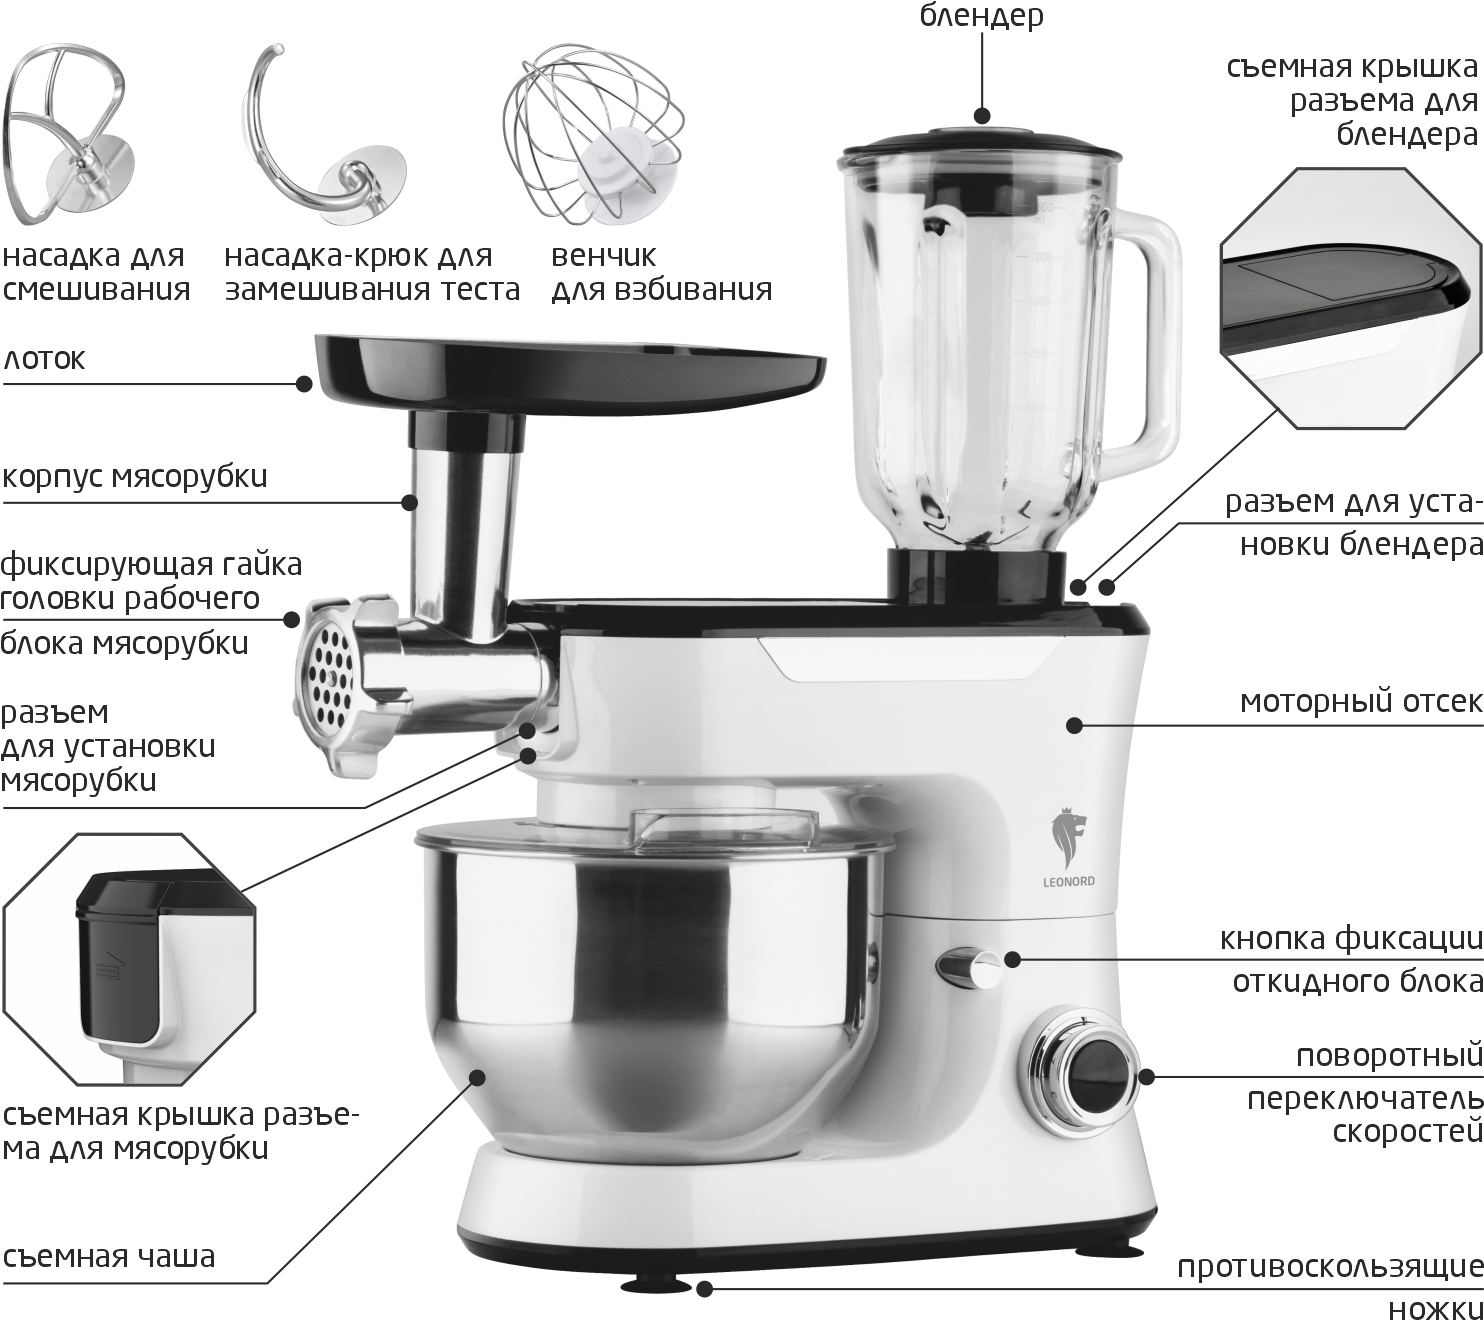 блендер
съемная крышка
разъема для
блендера
насадка для
смешивания
насадка-крюк для
замешивания теста
венчик
для взбивания
лоток
корпус мясорубки
фиксирующая гайка
головки рабочего
блока мясорубки
разъем
для установки
мясорубки
съемная крышка разъе-
ма для мясорубки
съемная чаша
разъем для уста-
новки блендера
моторный отсек
LEONORD
кнопка фиксации
откидного блока
поворотный
переключатель
скоростей
противоскользящие
ножки